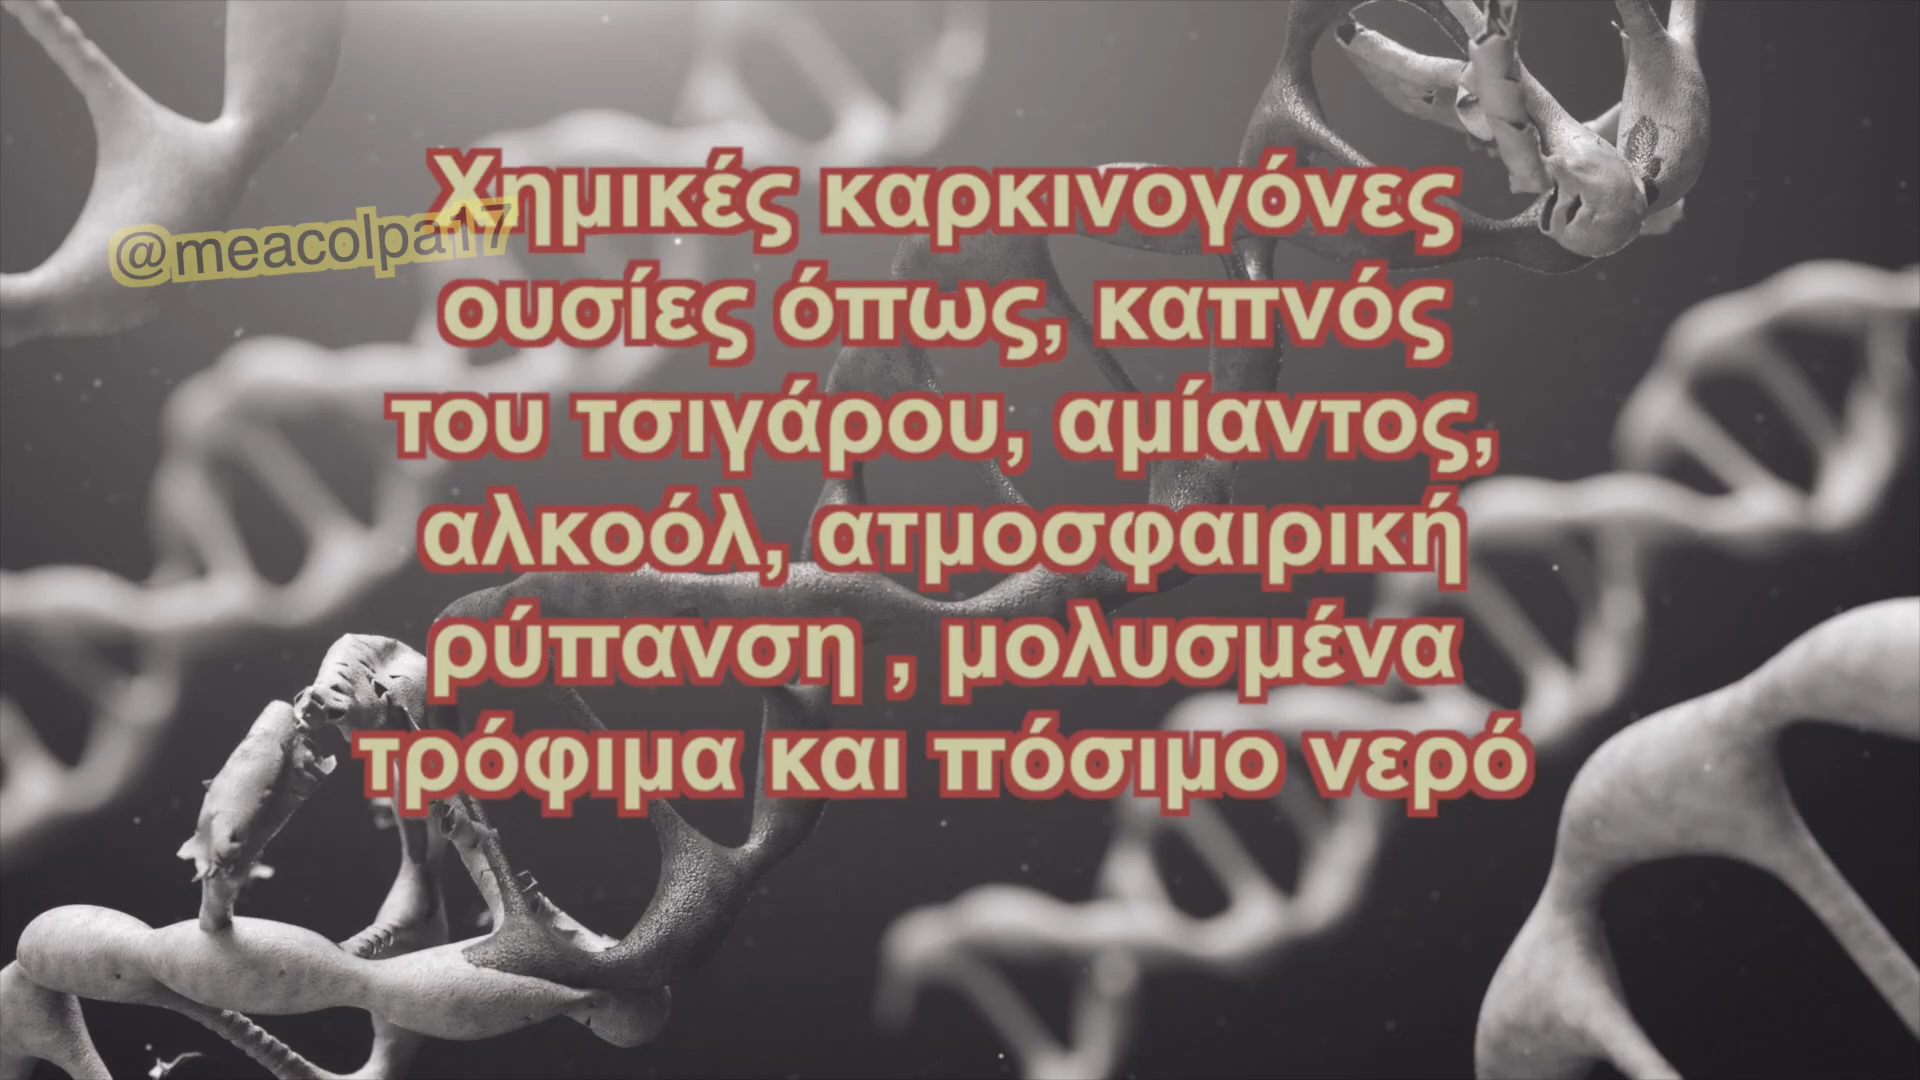 Χημικές καρκινογόνες
@meacolpa17
ουσίες όπως, καπνός
του τσιγάρου, αμίαντος,
αλκοόλ, ατμοσφαιρική
ρύπανση , μολυσμένα
τρόφιμα και πόσιμο νερό